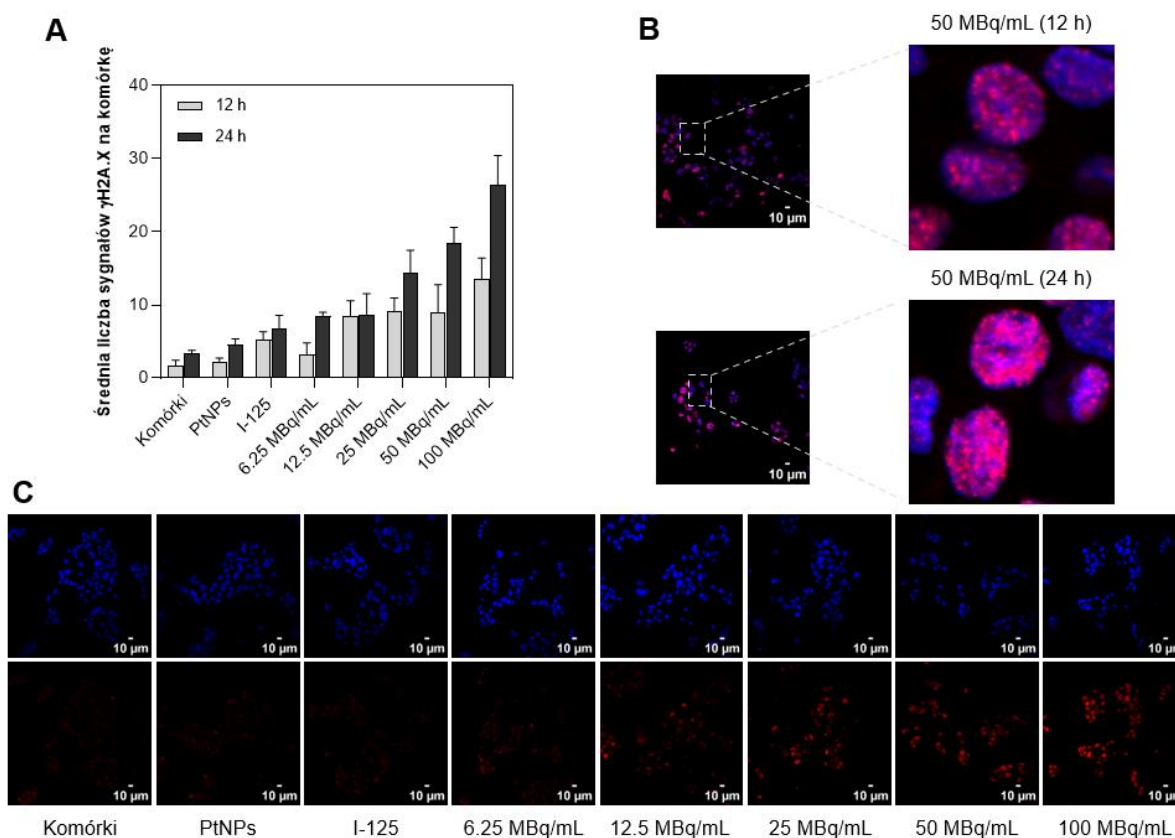 A
Średnia liczba sygnałów γH2A.X na komórkę
40
30
20
10
0
12 h
24 h
Komórki
PtNPs
I-125
6.25 MBq/mL
12.5 MBq/mL
25 MBq/mL
50 MBq/mL
100 MBq/mL
B
50 MBq/mL (12 h)
10 µm
50 MBq/mL (24 h)
10 µm
C
10 µm 10 µm 10 µm 10 µm 10 µm 10 µm 10 µm 10 µm
10 µm 10 µm 10 µm 10 µm 10 µm 10 µm 10 µm 10 µm
Komórki PtNPs I-125 6.25 MBq/mL 12.5 MBq/mL 25 MBq/mL 50 MBq/mL 100 MBq/mL